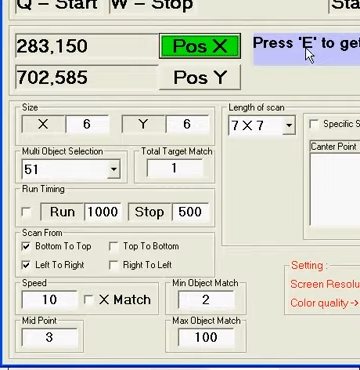 Q – Start W – Stop Sta
283,150 Pos X Press 'E' to get
702,585 Pos Y
Size Length of scan
X 6 Y 6 7 X 7 Specific S
Multi Object Selection Total Target Match Canter Point
51 1
Run Timing
Run 1000 Stop 500
Scan From
Bottom To Top Top To Bottom
Left To Right Right To Left Setting :
Speed Min Object Match Screen Resolu
10 X Match 2 Color quality ->
Mid Point Max Object Match
3 100